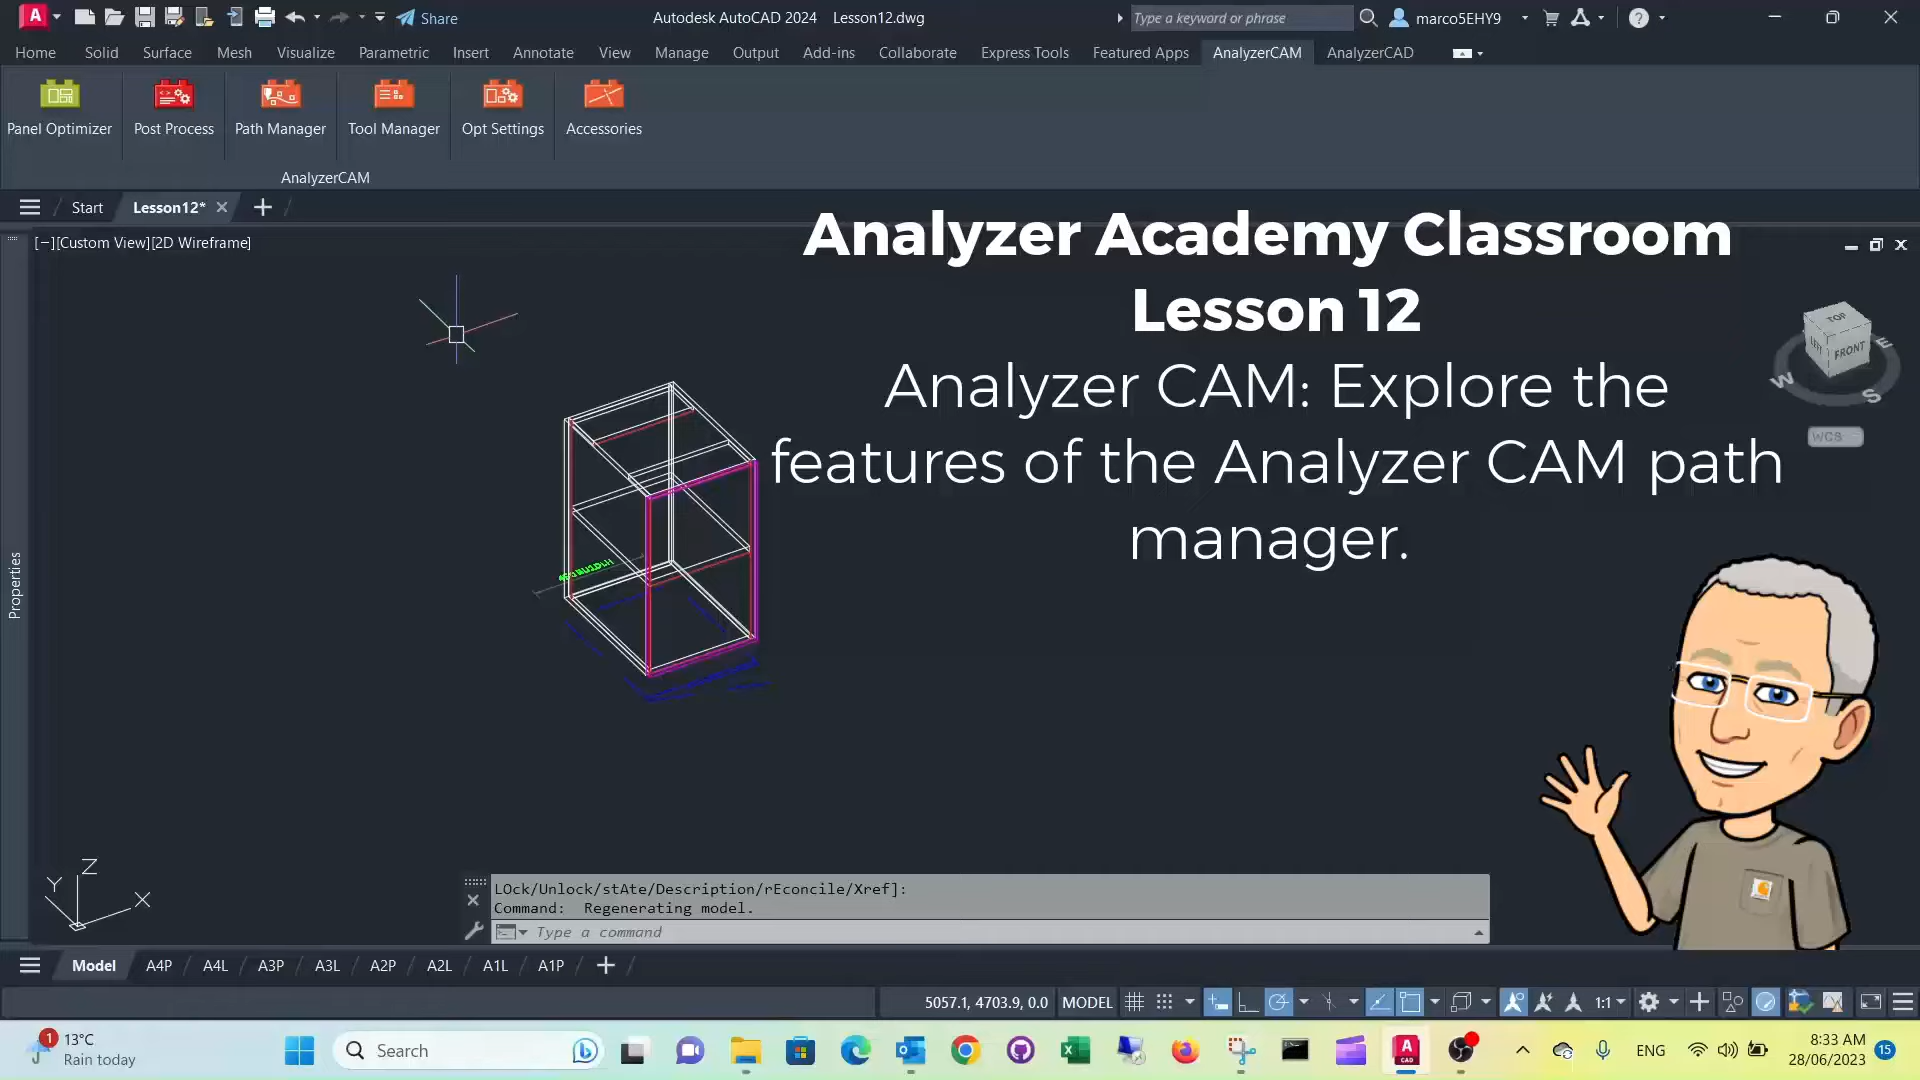 Share
Autodesk AutoCAD 2024 Lesson12.dwg
Type a keyword or phrase
marco5EHY9
Home Solid Surface Mesh Visualize Parametric Insert Annotate View Manage Output Add-ins Collaborate Express Tools Featured Apps AnalyzerCAM AnalyzerCAD
Panel Optimizer Post Process Path Manager Tool Manager Opt Settings Accessories
AnalyzerCAM
Start Lesson12*
[−][Custom View][2D Wireframe]
Analyzer Academy Classroom
Lesson 12
Analyzer CAM: Explore the
features of the Analyzer CAM path
manager.
TOP
LEFT FRONT
E
W
S
WCS
Properties
Z
Y X
LOck/Unlock/stAte/Description/rEconcile/Xref]:
Command: Regenerating model.
Type a command
Model A4P A4L A3P A3L A2P A2L A1L A1P
5057.1, 4703.9, 0.0 MODEL 1:1
1 13°C
Rain today
Search
ENG
8:33 AM
28/06/2023
15